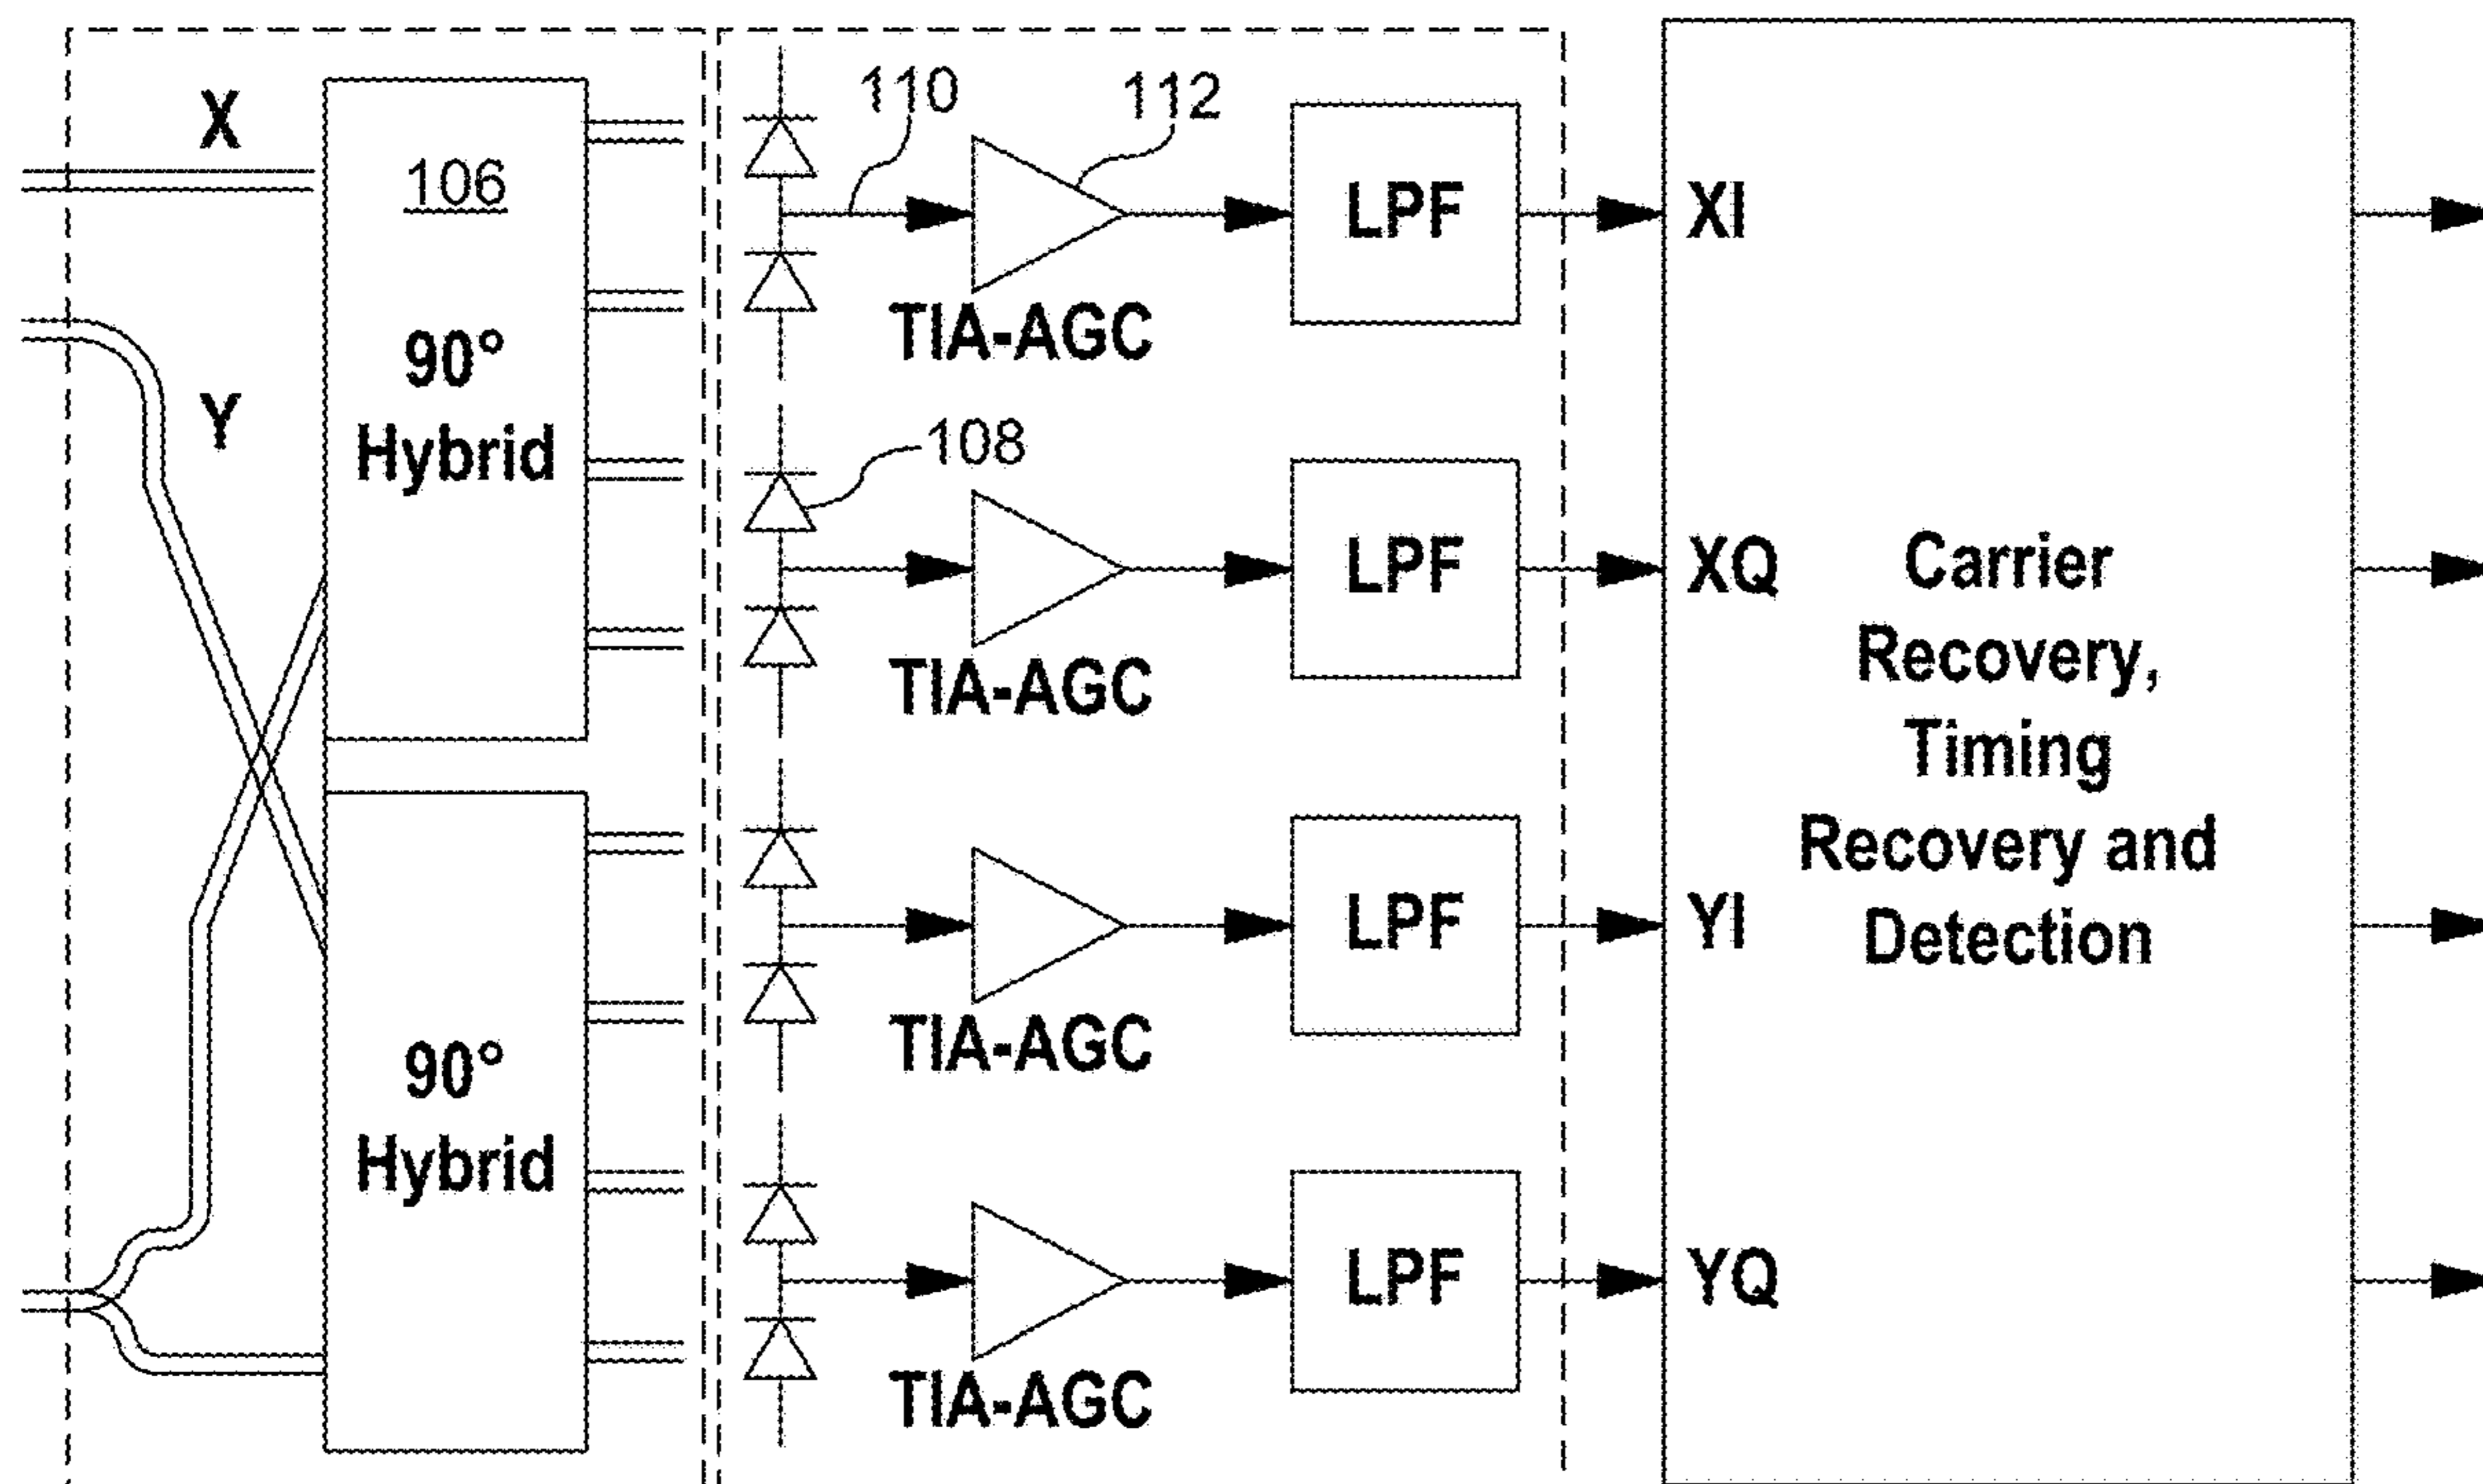 X
106
90°
Hybrid
Y
110
112
LPF
XI
TIA-AGC
108
LPF
XQ
TIA-AGC
Carrier
Recovery,
Timing
Recovery and
Detection
90°
Hybrid
LPF
YI
TIA-AGC
LPF
YQ
TIA-AGC